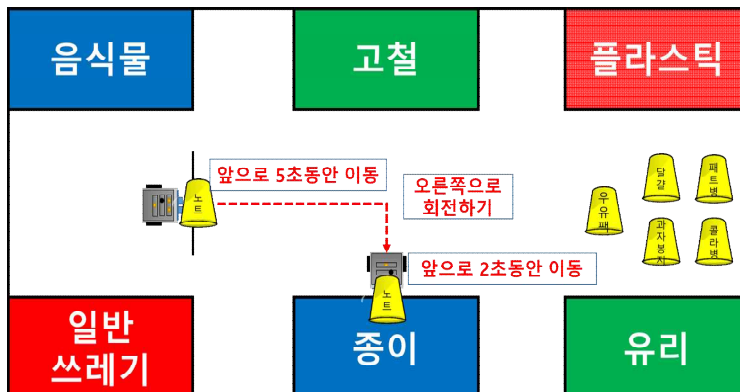 음식물
고철
플라스틱
앞으로 5초동안 이동
노트
오른쪽으로
회전하기
우유팩
달걀
패트병
과자봉지
콜라병
앞으로 2초동안 이동
노트
일반
쓰레기
종이
유리